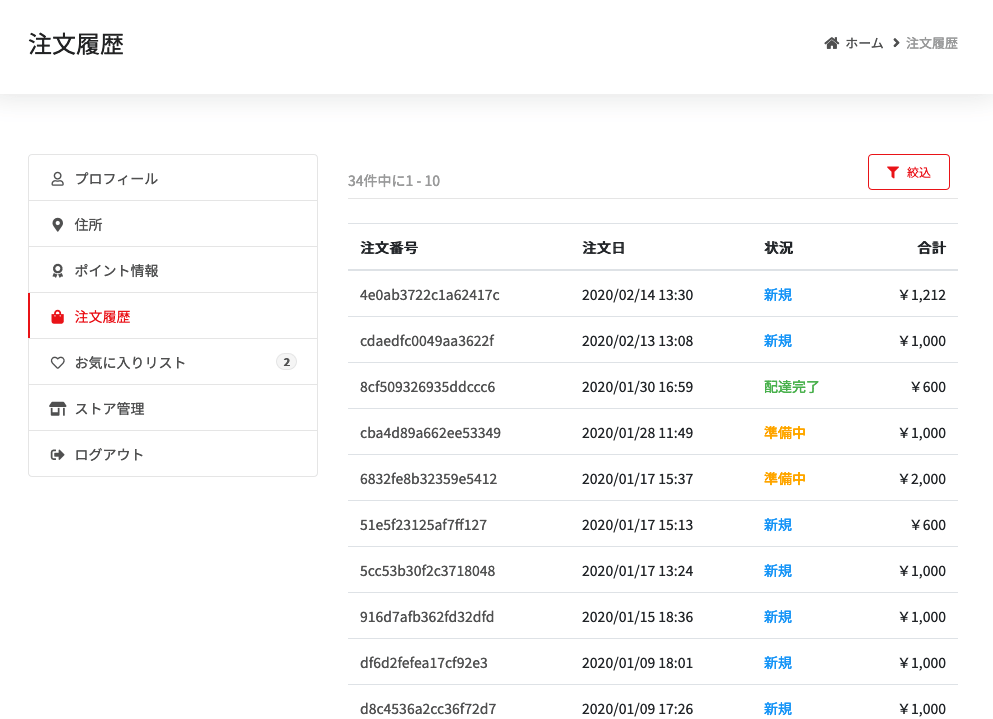 注文履歴
ホーム 注文履歴
プロフィール
住所
ポイント情報
注文履歴
お気に入りリスト 2
ストア管理
ログアウト
34件中に1 - 10
絞込
注文番号 注文日 状況 合計
4e0ab3722c1a62417c 2020/02/14 13:30 新規 ￥1,212
cdaedfc0049aa3622f 2020/02/13 13:08 新規 ￥1,000
8cf509326935ddccc6 2020/01/30 16:59 配達完了 ￥600
cba4d89a662ee53349 2020/01/28 11:49 準備中 ￥1,000
6832fe8b32359e5412 2020/01/17 15:37 準備中 ￥2,000
51e5f23125af7ff127 2020/01/17 15:13 新規 ￥600
5cc53b30f2c3718048 2020/01/17 13:24 新規 ￥1,000
916d7afb362fd32dfd 2020/01/15 18:36 新規 ￥1,000
df6d2fefea17cf92e3 2020/01/09 18:01 新規 ￥1,000
d8c4536a2cc36f72d7 2020/01/09 17:26 新規 ￥1,000